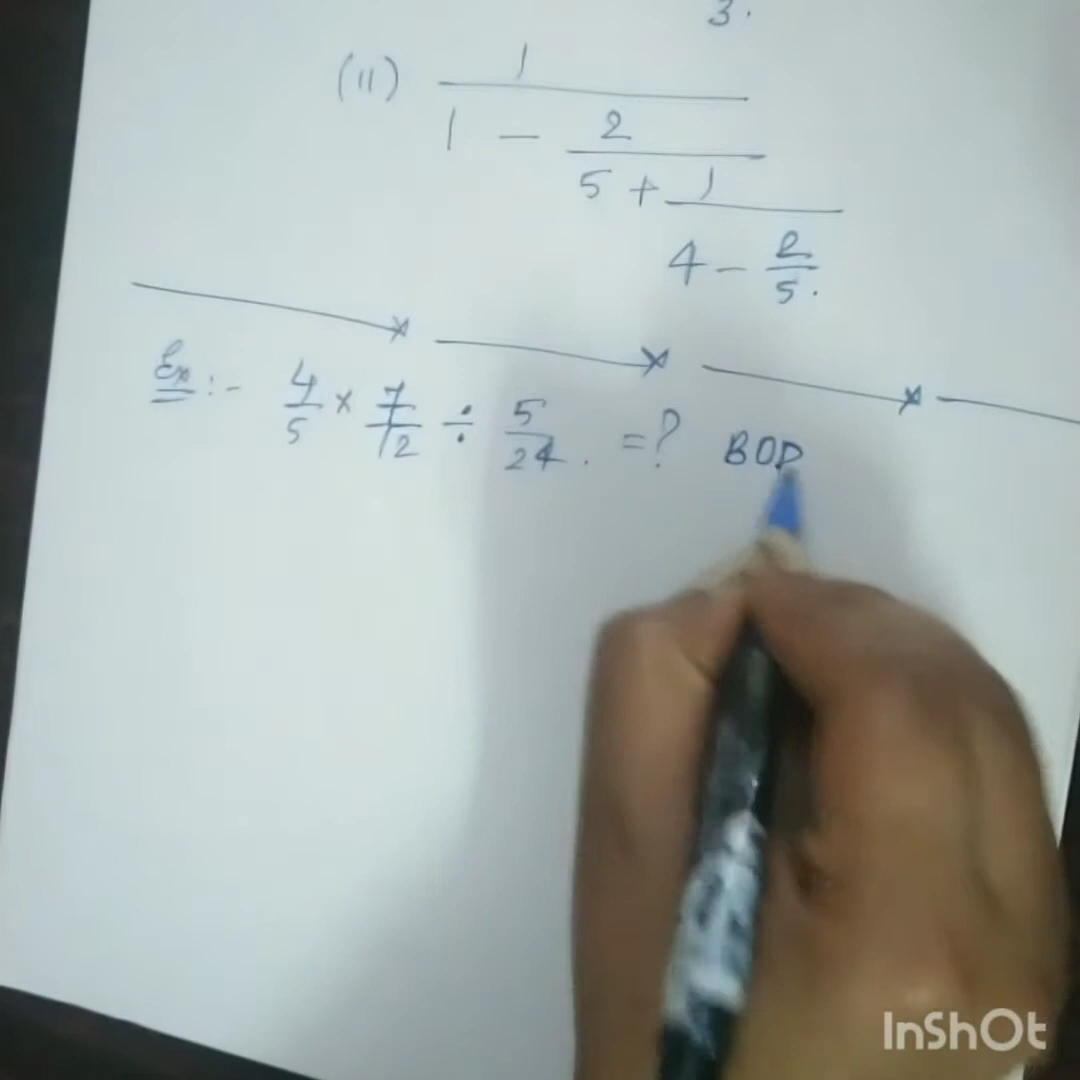 3.
(ii) 1
1 - 2
5 + 1
4 - 2/5.
Ex :- 4/5 × 7/12 ÷ 5/24. = ? BOD
InShOt